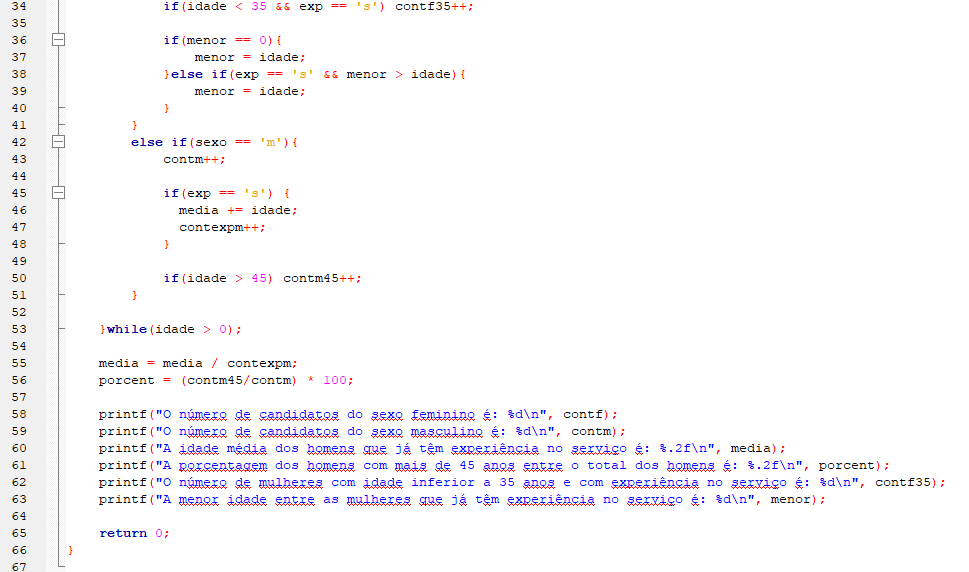 34 if(idade < 35 && exp == 's') contf35++;
35
36 if(menor == 0){
37 menor = idade;
38 }else if(exp == 's' && menor > idade){
39 menor = idade;
40 }
41 }
42 else if(sexo == 'm'){
43 contm++;
44
45 if(exp == 's') {
46 media += idade;
47 contexpm++;
48 }
49
50 if(idade > 45) contm45++;
51 }
52
53 }while(idade > 0);
54
55 media = media / contexpm;
56 porcent = (contm45/contm) * 100;
57
58 printf("O número de candidatos do sexo feminino é: %d\n", contf);
59 printf("O número de candidatos do sexo masculino é: %d\n", contm);
60 printf("A idade média dos homens que já têm experiência no serviço é: %.2f\n", media);
61 printf("A porcentagem dos homens com mais de 45 anos entre o total dos homens é: %.2f\n", porcent);
62 printf("O número de mulheres com idade inferior a 35 anos e com experiência no serviço é: %d\n", contf35);
63 printf("A menor idade entre as mulheres que já têm experiência no serviço é: %d\n", menor);
64
65 return 0;
66 }
67